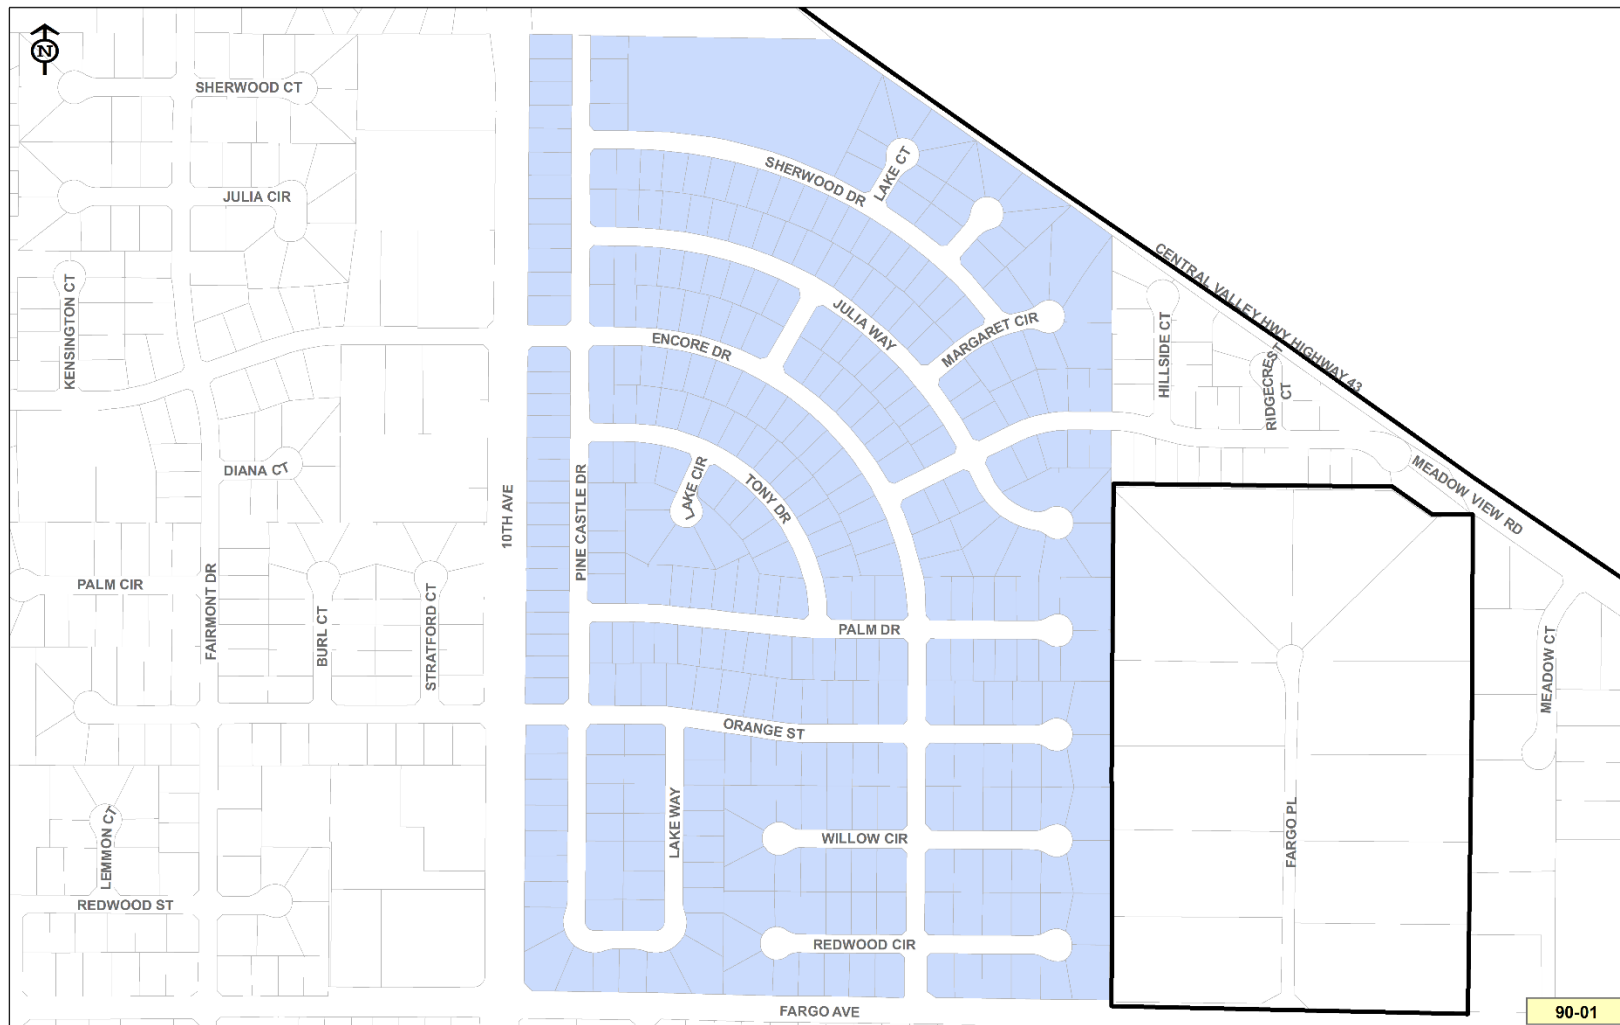 N
SHERWOOD CT
JULIA CIR
KENSINGTON CT
DIANA CT
PALM CIR
FAIRMONT DR
BURL CT
STRATFORD CT
LEMMON CT
REDWOOD ST
10TH AVE
PINE CASTLE DR
SHERWOOD DR
LAKE CT
JULIA WAY
MARGARET CIR
ENCORE DR
LAKE CIR
TONY DR
PALM DR
ORANGE ST
LAKE WAY
WILLOW CIR
REDWOOD CIR
FARGO AVE
CENTRAL VALLEY HWY HIGHWAY 43
HILLSIDE CT
RIDGECREST
CT
MEADOW VIEW RD
MEADOW CT
FARGO PL
90-01